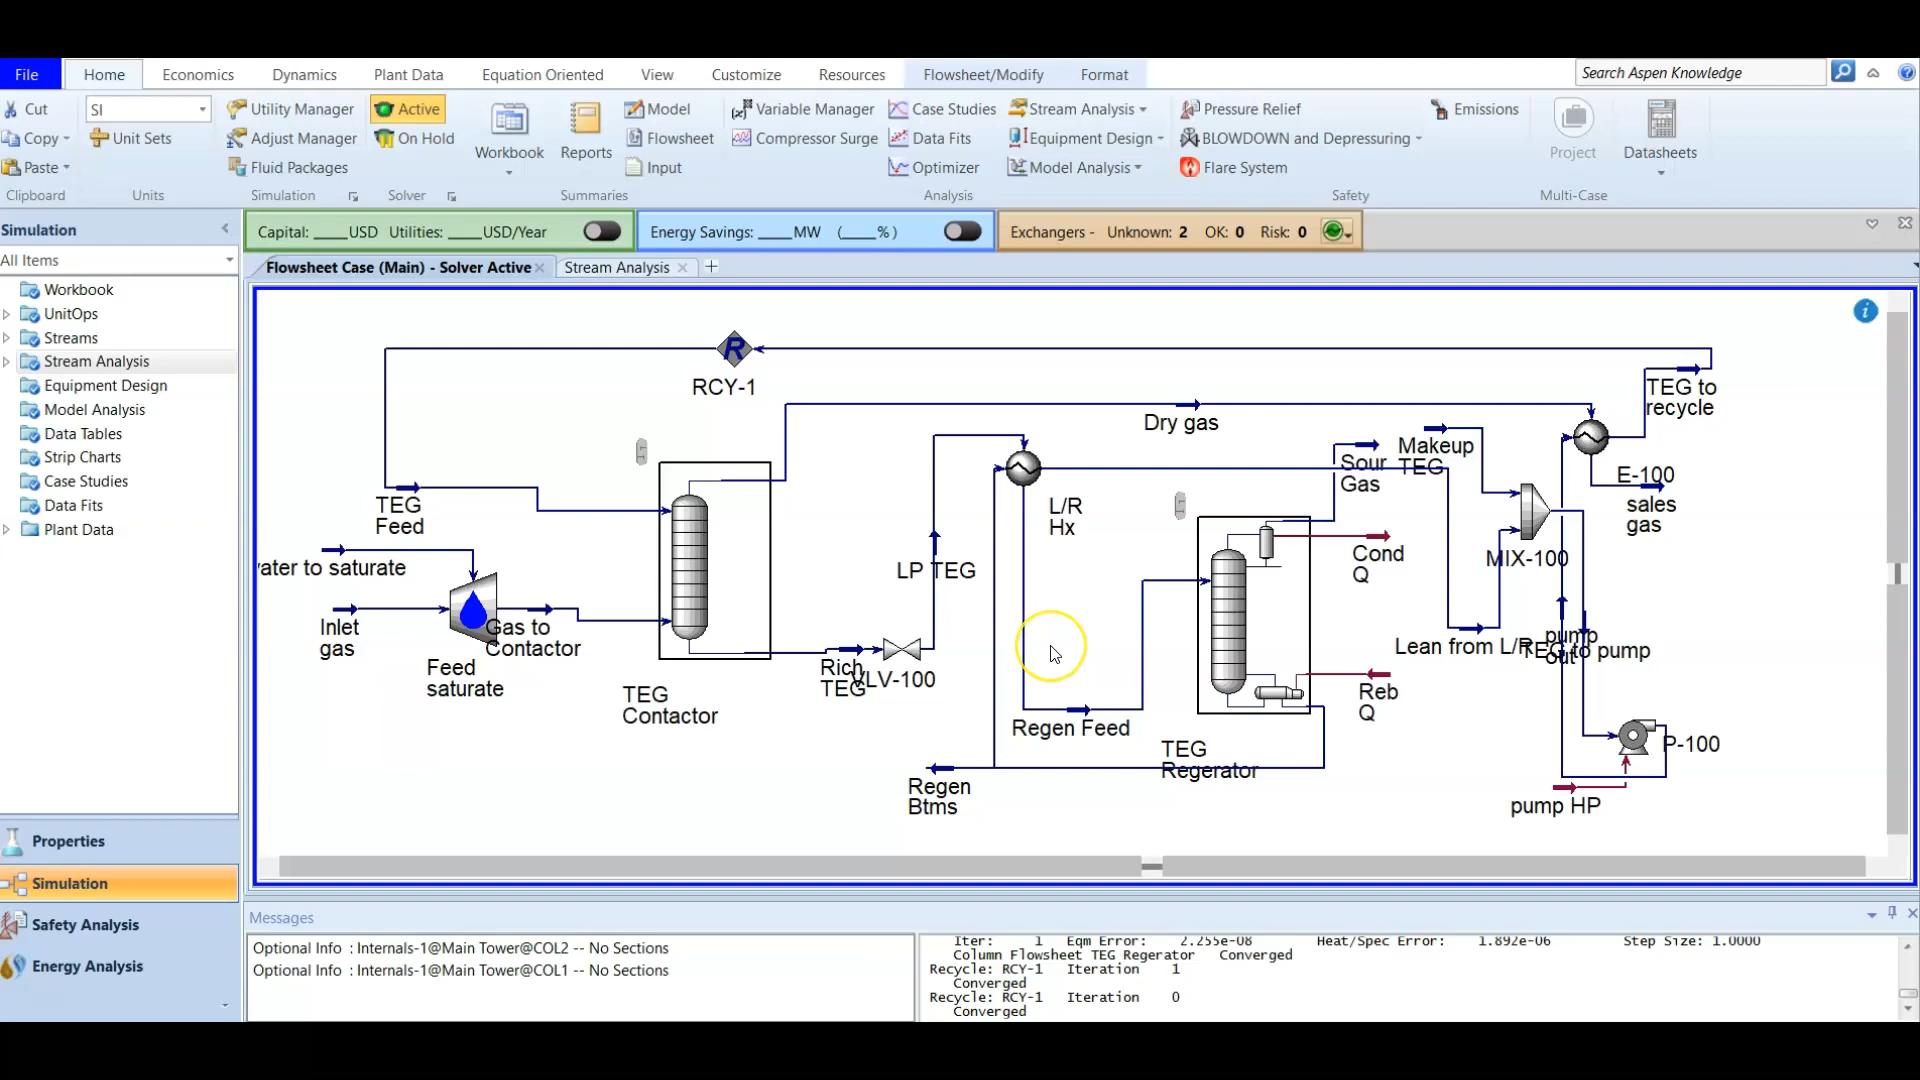 File Home Economics Dynamics Plant Data Equation Oriented View Customize Resources Flowsheet/Modify Format Search Aspen Knowledge
Cut SI Utility Manager Active Model Variable Manager Case Studies Stream Analysis Pressure Relief Emissions
Copy Unit Sets Adjust Manager On Hold Workbook Reports Flowsheet Compressor Surge Data Fits Equipment Design BLOWDOWN and Depressuring Project Datasheets
Paste Fluid Packages Input Optimizer Model Analysis Flare System
Clipboard Units Simulation Solver Summaries Analysis Safety Multi-Case
Simulation
Capital: ____USD Utilities: ____USD/Year Energy Savings: ____MW (____%) Exchangers - Unknown: 2 OK: 0 Risk: 0
All Items
Flowsheet Case (Main) - Solver Active Stream Analysis
Workbook
UnitOps
Streams
Stream Analysis
Equipment Design
Model Analysis
Data Tables
Strip Charts
Case Studies
Data Fits
Plant Data
Properties
Simulation
Safety Analysis
Energy Analysis
R
RCY-1
TEG to
recycle
Dry gas
TEG
Feed
water to saturate
Inlet
gas
Feed
saturate
Gas to
Contactor
TEG
Contactor
Rich
TEG
VLV-100
LP TEG
L/R
Hx
Regen Feed
Regen
Btms
TEG
Regerator
Sour
Gas
Cond
Q
Reb
Q
Makeup
TEG
MIX-100
E-100
sales
gas
Lean from L/R
pump
out
TEG to pump
P-100
pump HP
Messages
Optional Info : Internals-1@Main Tower@COL2 -- No Sections
Optional Info : Internals-1@Main Tower@COL1 -- No Sections
Iter: 1 Eqm Error: 2.255e-08 Heat/Spec Error: 1.892e-06 Step Size: 1.0000
Column Flowsheet TEG Regerator Converged
Recycle: RCY-1 Iteration 1
Converged
Recycle: RCY-1 Iteration 0
Converged